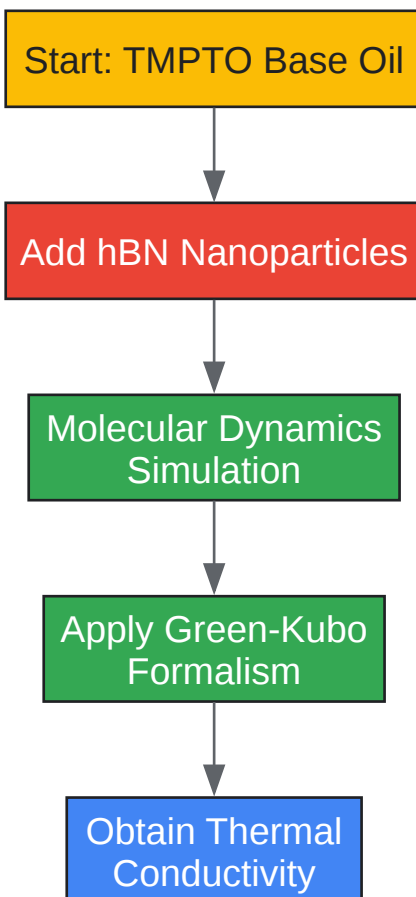 Start: TMPTO Base Oil
Add hBN Nanoparticles
Molecular Dynamics
Simulation
Apply Green-Kubo
Formalism
Obtain Thermal
Conductivity